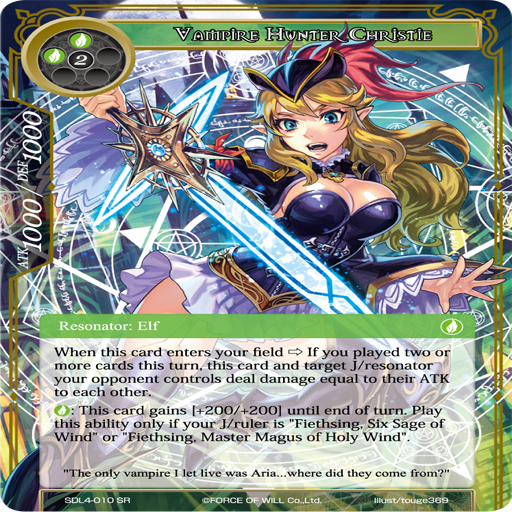 Vampire Hunter Christie
2
ATK 1000 / DEF 1000
Resonator: Elf
When this card enters your field ⇨ If you played two or
more cards this turn, this card and target J/resonator
your opponent controls deal damage equal to their ATK
to each other.
: This card gains [+200/+200] until end of turn. Play
this ability only if your J/ruler is "Fiethsing, Six Sage of
Wind" or "Fiethsing, Master Magus of Holy Wind".
"The only vampire I let live was Aria...where did they come from?"
SDL4-010 SR ©FORCE OF WILL Co.,Ltd. Illust/touge369